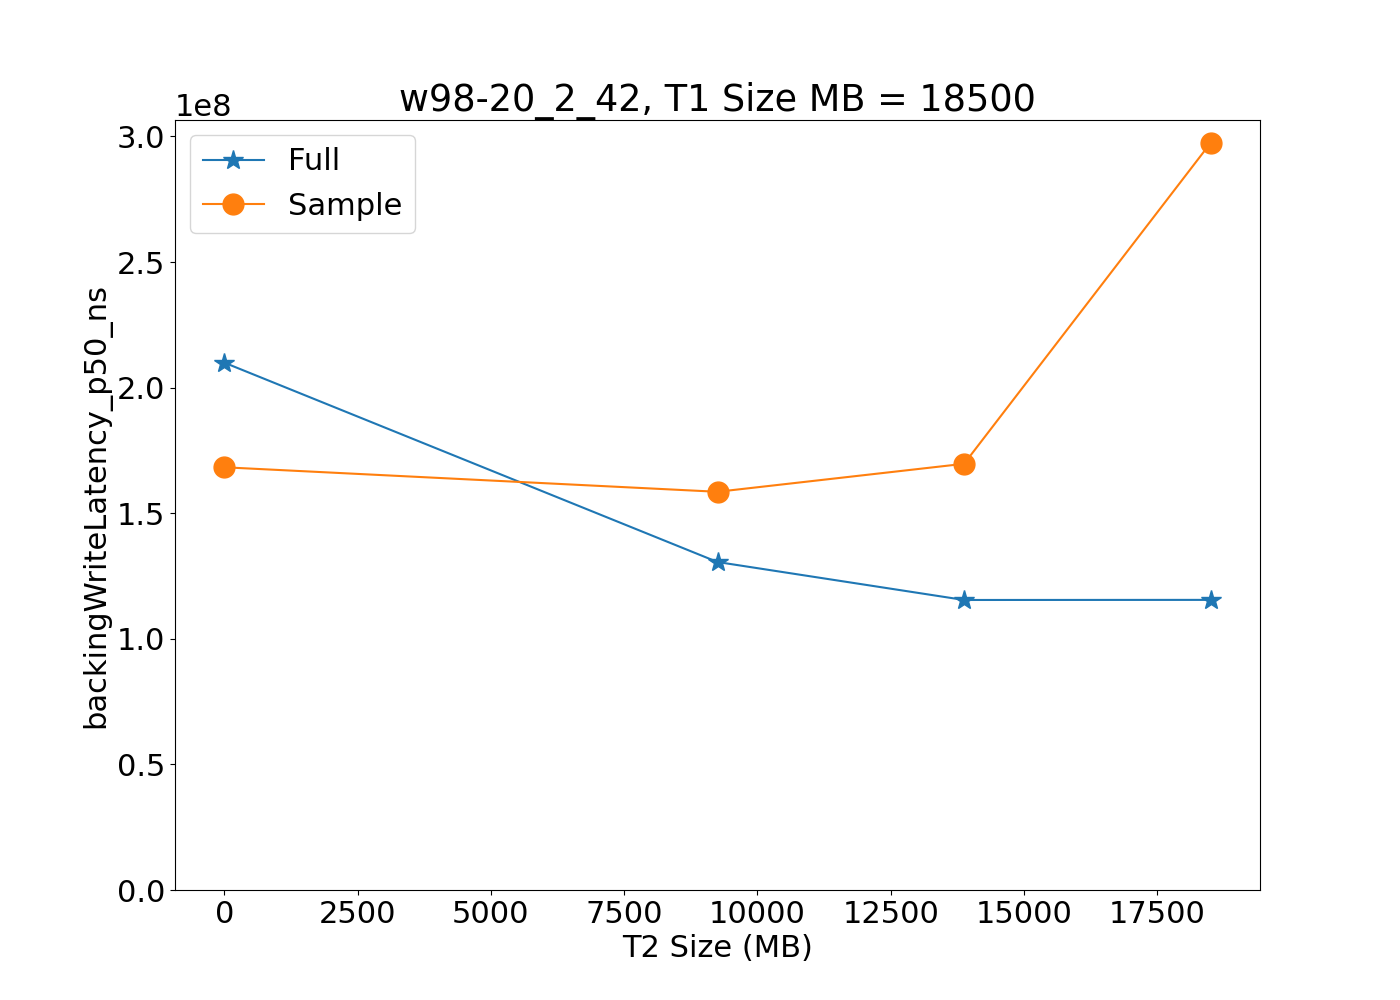 w98-20_2_42, T1 Size MB = 18500
1e8
3.0
2.5
2.0
1.5
1.0
0.5
0.0
backingWriteLatency_p50_ns
Full
Sample
0 2500 5000 7500 10000 12500 15000 17500
T2 Size (MB)